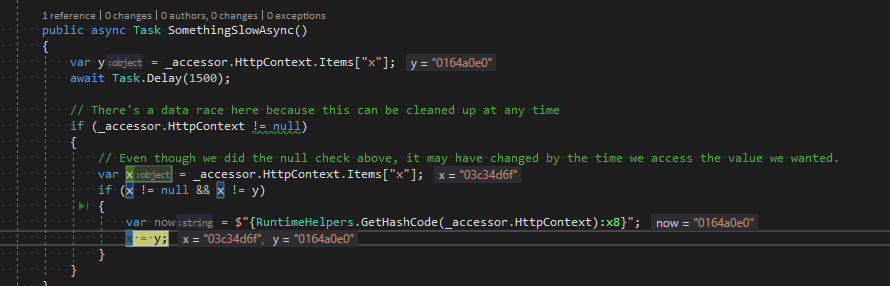 1 reference | 0 changes | 0 authors, 0 changes | 0 exceptions
public async Task SomethingSlowAsync()
{
var y :object = _accessor.HttpContext.Items["x"]; y = "0164a0e0"
await Task.Delay(1500);
// There's a data race here because this can be cleaned up at any time
if (_accessor.HttpContext != null)
{
// Even though we did the null check above, it may have changed by the time we access the value we wanted.
var x :object = _accessor.HttpContext.Items["x"]; x = "03c34d6f"
if (x != null && x != y)
{
var now :string = $"{RuntimeHelpers.GetHashCode(_accessor.HttpContext):x8}"; now = "0164a0e0"
x = y; x = "03c34d6f", y = "0164a0e0"
}
}
}